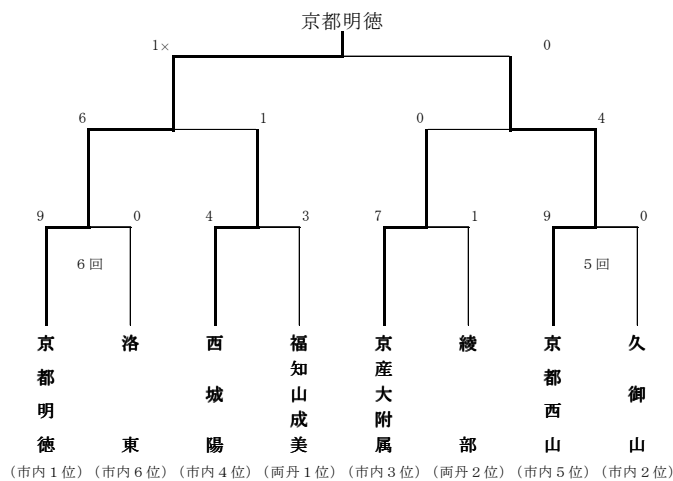 京都明徳
1× 0
6 1 0 4
9 0 4 3 7 1 9 0
6回 5回
京都明徳
洛東
西城陽
福知山成美
京産大附属
綾部
京都西山
久御山
(市内1位) (市内6位) (市内4位) (両丹1位) (市内3位) (両丹2位) (市内5位) (市内2位)